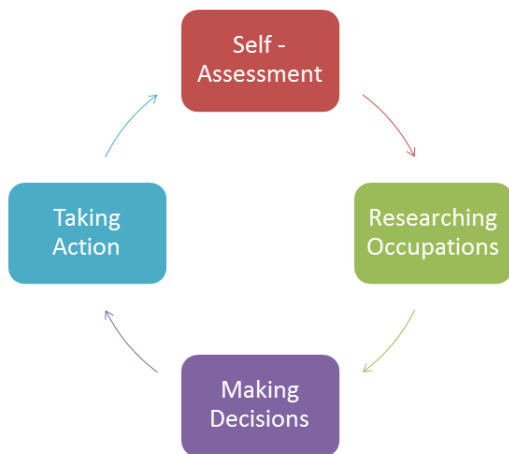 Self -
Assessment
Researching
Occupations
Making
Decisions
Taking
Action